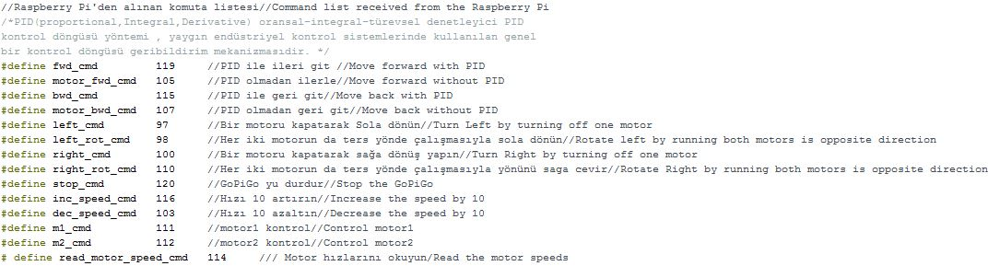 //Raspberry Pi'den alınan komuta listesi//Command list received from the Raspberry Pi
/*PID(proportional,Integral,Derivative) oransal-integral-türevsel denetleyici PID
kontrol döngüsü yöntemi , yaygın endüstriyel kontrol sistemlerinde kullanılan genel
bir kontrol döngüsü geribildirim mekanizmasıdir. */
#define fwd_cmd 119 //PID ile ileri git //Move forward with PID
#define motor_fwd_cmd 105 //PID olmadan ilerle//Move forward without PID
#define bwd_cmd 115 //PID ile geri git//Move back with PID
#define motor_bwd_cmd 107 //PID olmadan geri git//Move back without PID
#define left_cmd 97 //Bir motoru kapatarak Sola dönün//Turn Left by turning off one motor
#define left_rot_cmd 98 //Her iki motorun da ters yönde çalışmasıyla sola dönün//Rotate left by running both motors is opposite direction
#define right_cmd 100 //Bir motoru kapatarak sağa dönüş yapın//Turn Right by turning off one motor
#define right_rot_cmd 110 //Her iki motorun da ters yönde çalışmasıyla yönünü saga cevir//Rotate Right by running both motors is opposite direction
#define stop_cmd 120 //GoPiGo yu durdur//Stop the GoPiGo
#define inc_speed_cmd 116 //Hızı 10 artırın//Increase the speed by 10
#define dec_speed_cmd 103 //Hızı 10 azaltın//Decrease the speed by 10
#define m1_cmd 111 //motor1 kontrol//Control motor1
#define m2_cmd 112 //motor2 kontrol//Control motor2
# define read_motor_speed_cmd 114 /// Motor hızlarını okuyun/Read the motor speeds